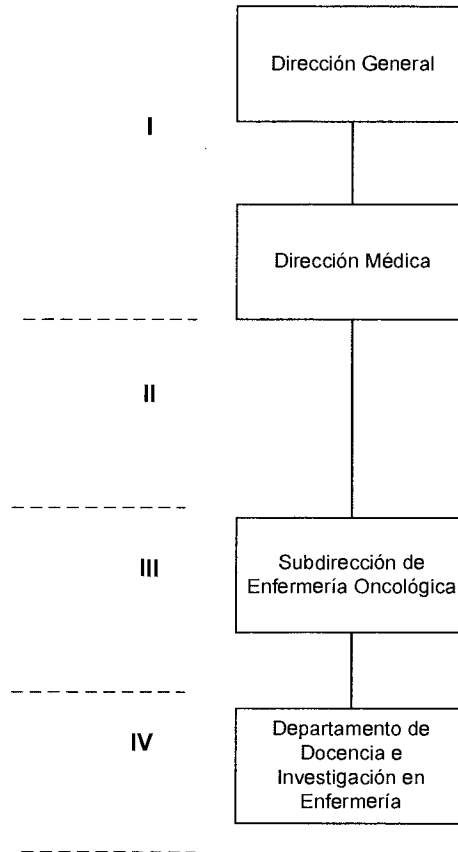 Dirección General
I
Dirección Médica
II
III
Subdirección de
Enfermería Oncológica
IV
Departamento de
Docencia e
Investigación en
Enfermería